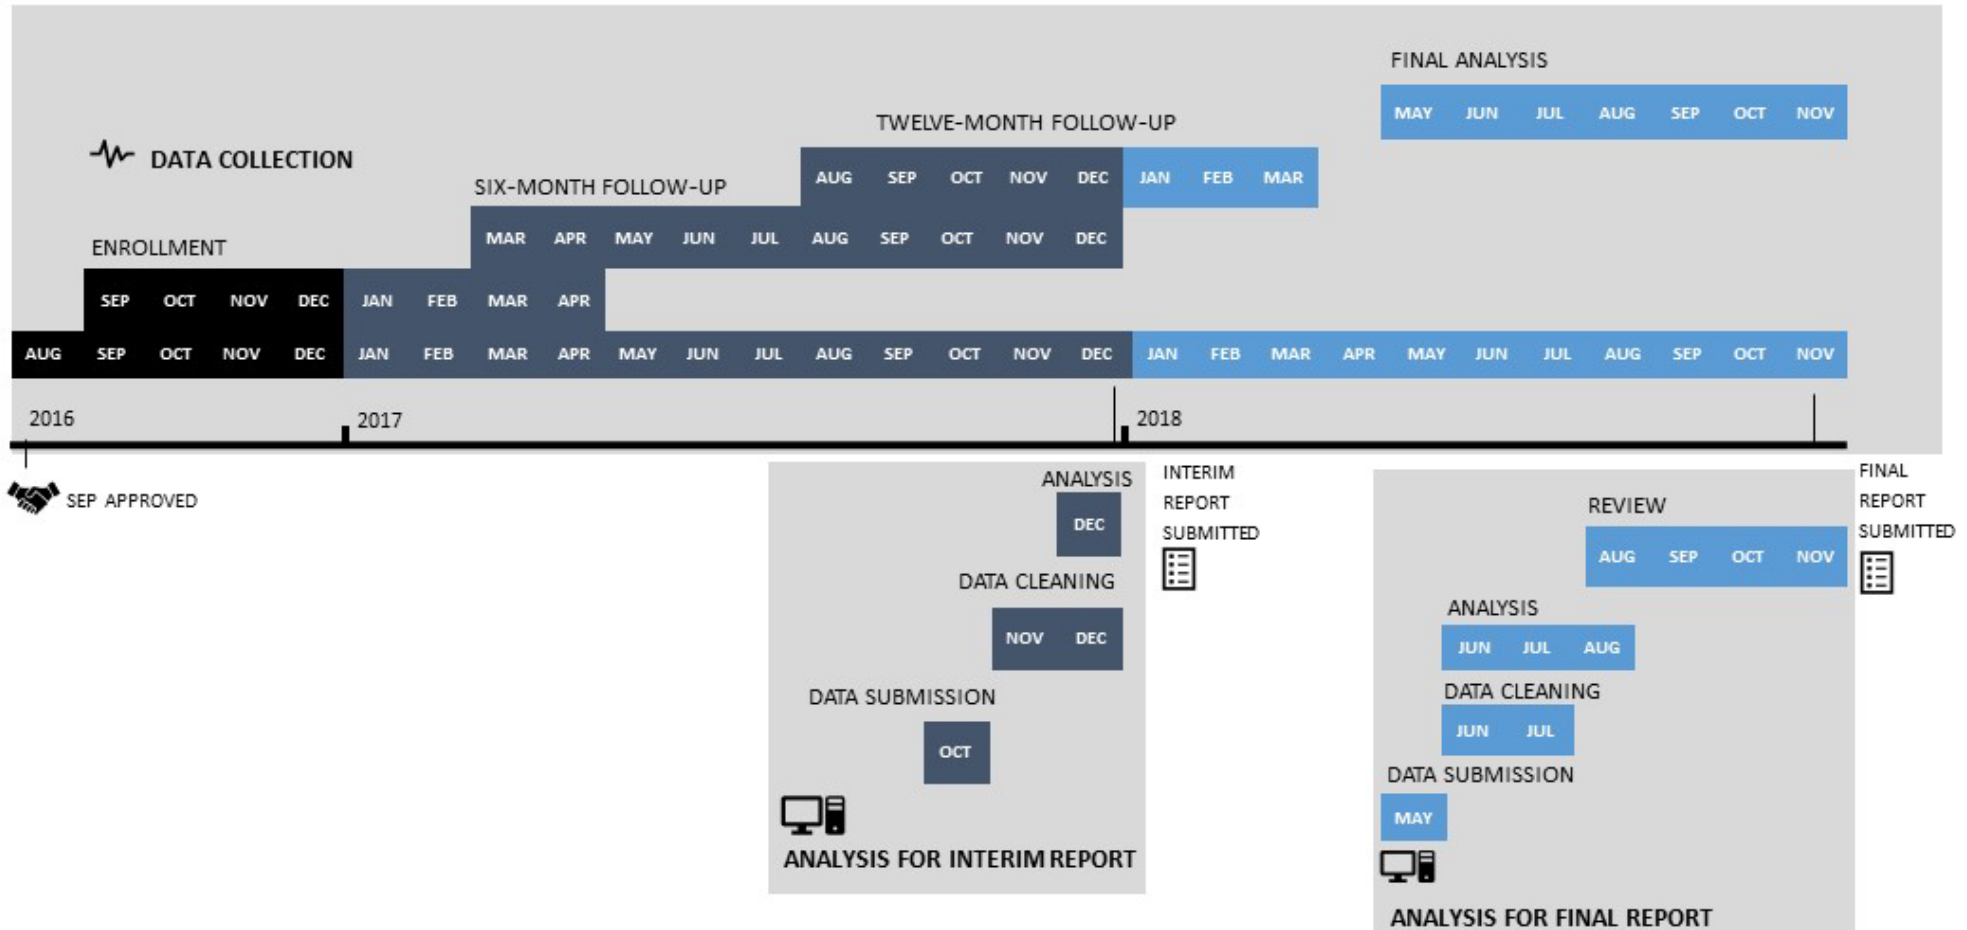 FINAL ANALYSIS
MAY JUN JUL AUG SEP OCT NOV
TWELVE-MONTH FOLLOW-UP
DATA COLLECTION
AUG SEP OCT NOV DEC JAN FEB MAR
SIX-MONTH FOLLOW-UP
MAR APR MAY JUN JUL AUG SEP OCT NOV DEC
ENROLLMENT
SEP OCT NOV DEC JAN FEB MAR APR
AUG SEP OCT NOV DEC JAN FEB MAR APR MAY JUN JUL AUG SEP OCT NOV DEC JAN FEB MAR APR MAY JUN JUL AUG SEP OCT NOV
2016 2017 2018
SEP APPROVED
ANALYSIS
DEC
DATA CLEANING
NOV DEC
DATA SUBMISSION
OCT
ANALYSIS FOR INTERIM REPORT
INTERIM
REPORT
SUBMITTED
REVIEW
AUG SEP OCT NOV
ANALYSIS
JUN JUL AUG
DATA CLEANING
JUN JUL
DATA SUBMISSION
MAY
ANALYSIS FOR FINAL REPORT
FINAL
REPORT
SUBMITTED